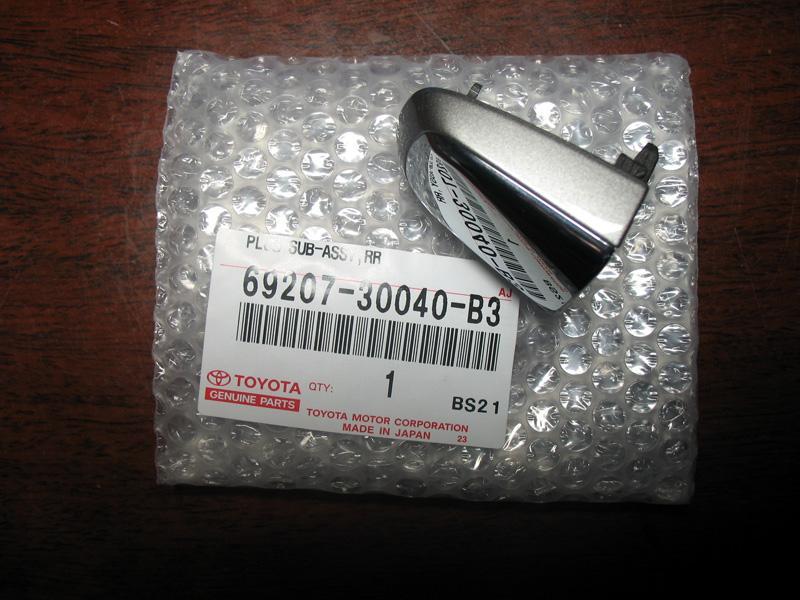 PLUG SUB-ASSY,RR
AJ
69207-30040-B3
TOYOTA QTY: 1 BS21
GENUINE PARTS
TOYOTA MOTOR CORPORATION
MADE IN JAPAN 23